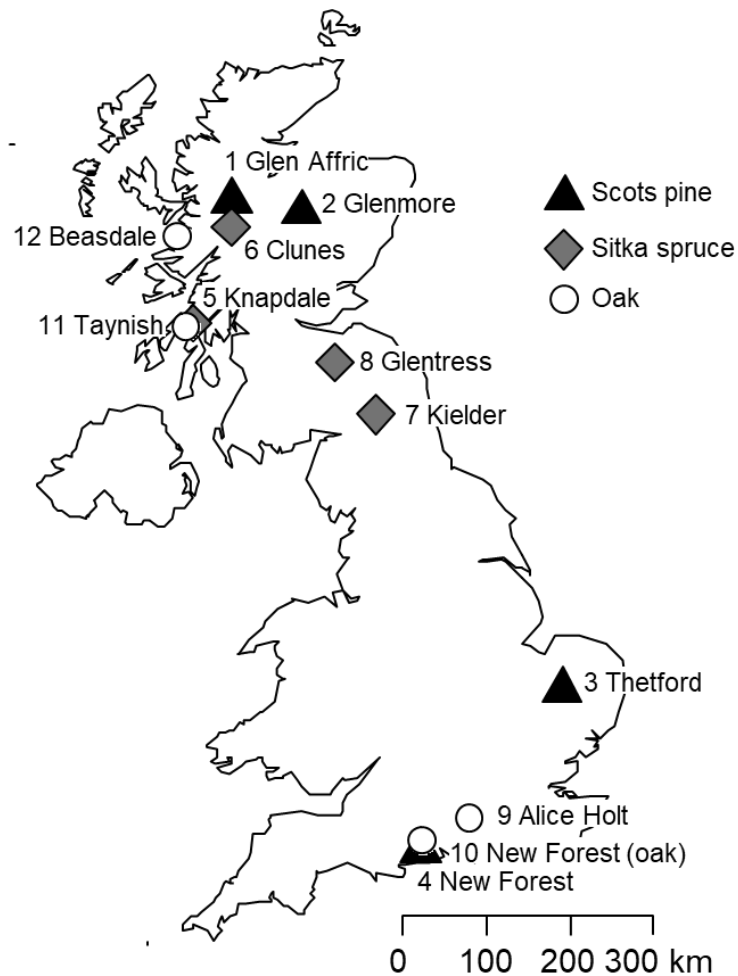 1 Glen Affric
2 Glenmore
12 Beasdale
6 Clunes
5 Knapdale
11 Taynish
8 Glentress
7 Kielder
3 Thetford
9 Alice Holt
10 New Forest (oak)
4 New Forest
Scots pine
Sitka spruce
Oak
0 100 200 300 km